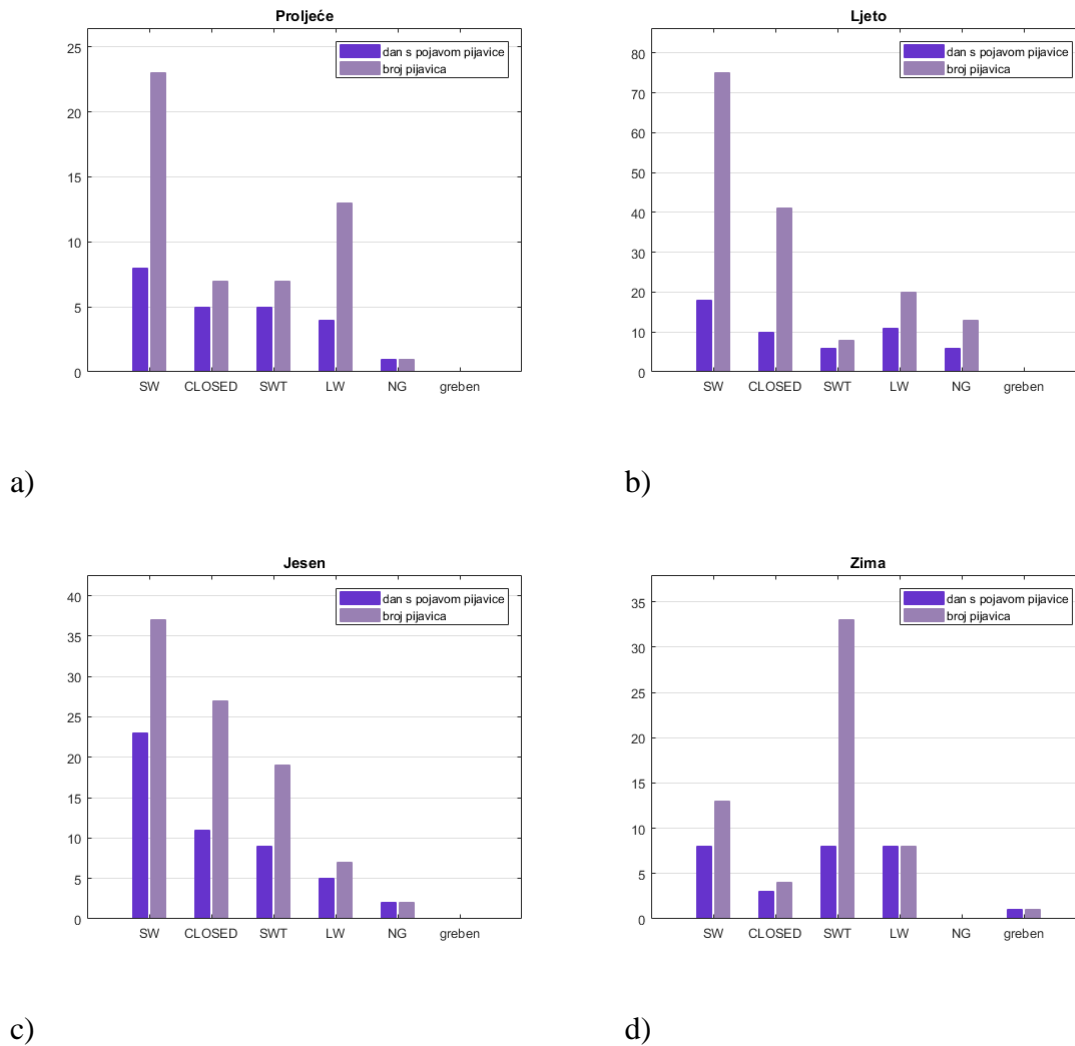 Proljeće
dan s pojavom pijavice
broj pijavica
25
20
15
10
5
0
SW CLOSED SWT LW NG greben
a)
Ljeto
dan s pojavom pijavice
broj pijavica
80
70
60
50
40
30
20
10
0
SW CLOSED SWT LW NG greben
b)
Jesen
dan s pojavom pijavice
broj pijavica
40
35
30
25
20
15
10
5
0
SW CLOSED SWT LW NG greben
c)
Zima
dan s pojavom pijavice
broj pijavica
35
30
25
20
15
10
5
0
SW CLOSED SWT LW NG greben
d)